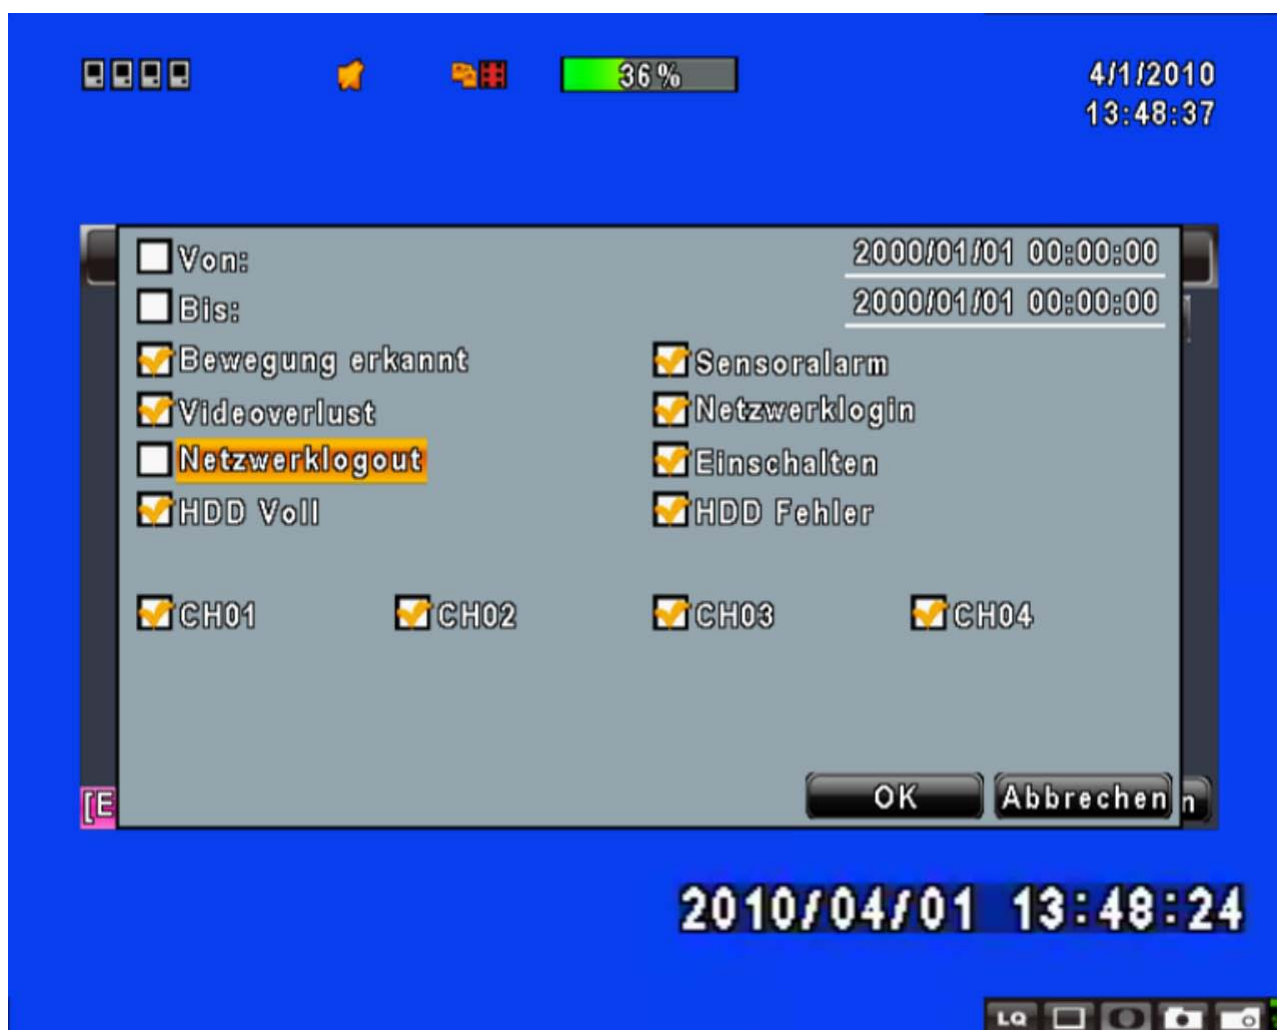 36%
4/1/2010
13:48:37
Von: 2000/01/01 00:00:00
Bis: 2000/01/01 00:00:00
Bewegung erkannt Sensoralarm
Videoverlust Netzwerklogin
Netzwerklogout Einschalten
HDD Voll HDD Fehler
CH01 CH02 CH03 CH04
[E OK Abbrechen n
2010/04/01 13:48:24
LQ